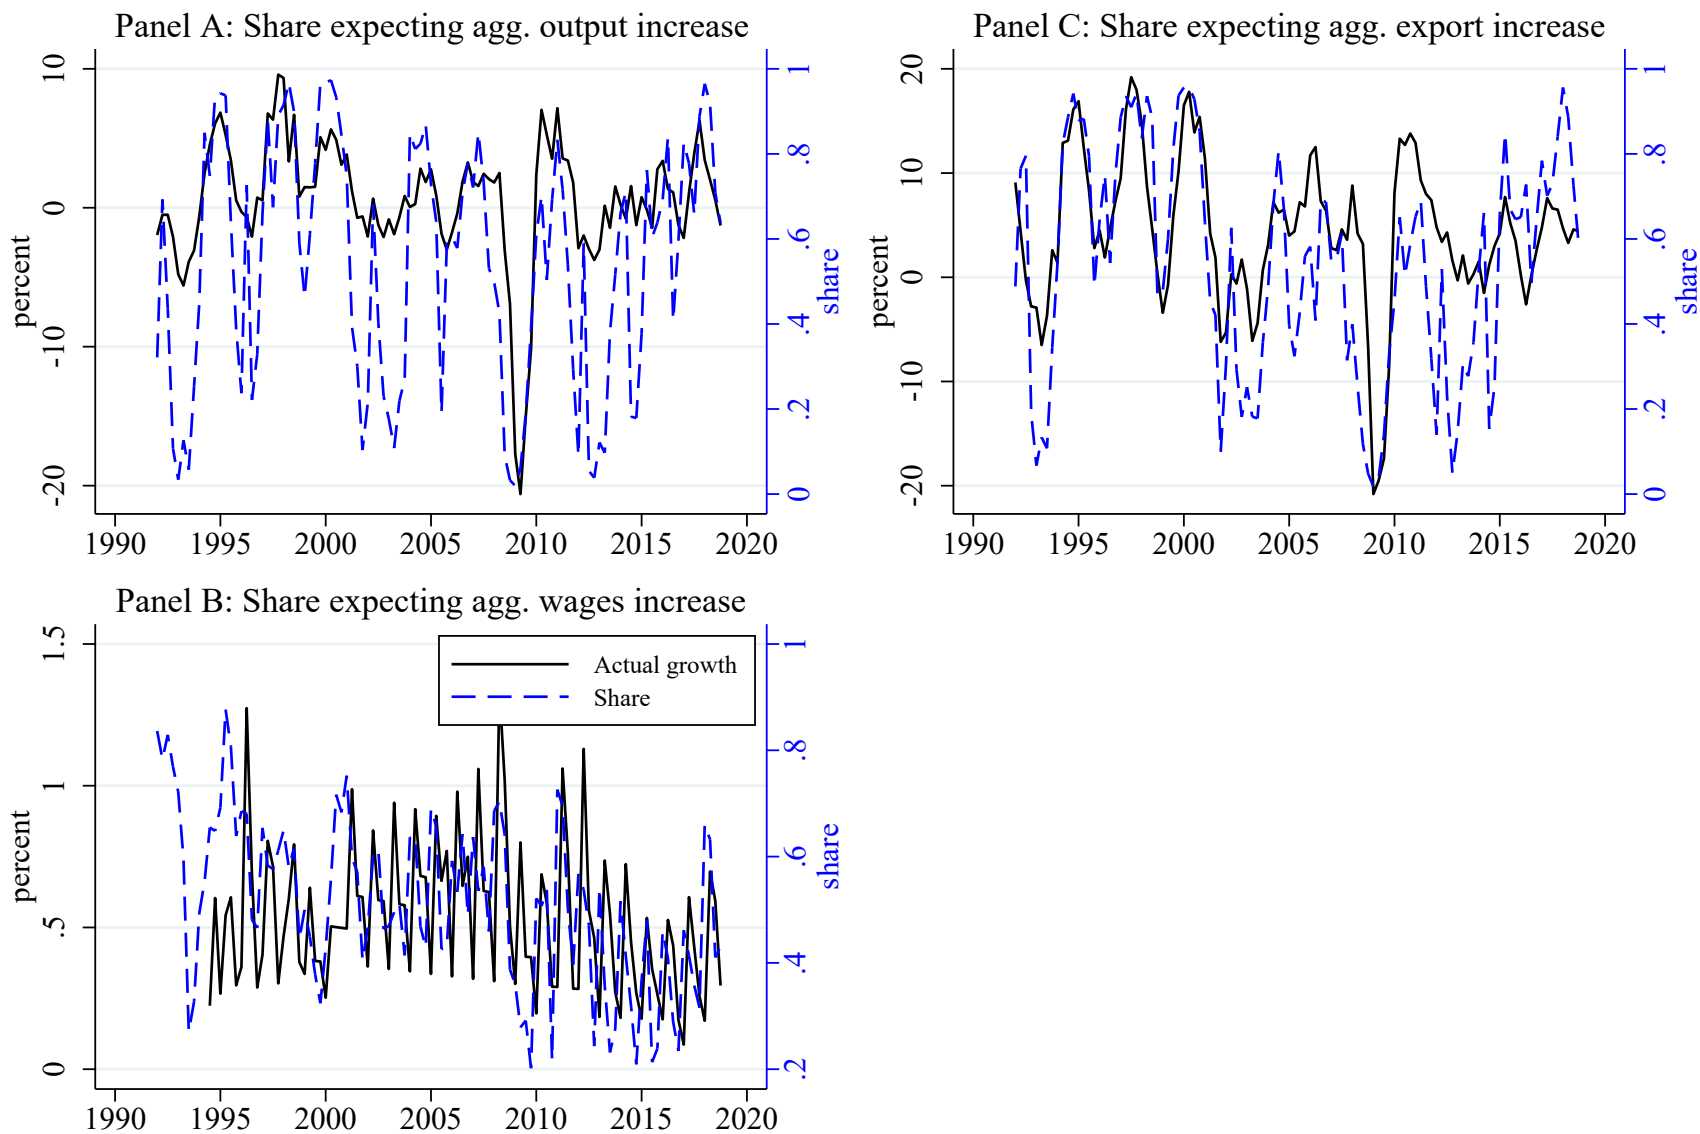 Panel A: Share expecting agg. output increase
percent
10
0
-10
-20
1
.8
.6
.4
.2
0
share
1990 1995 2000 2005 2010 2015 2020
Panel C: Share expecting agg. export increase
percent
20
10
0
-10
-20
1
.8
.6
.4
.2
0
share
1990 1995 2000 2005 2010 2015 2020
Panel B: Share expecting agg. wages increase
percent
1.5
1
.5
0
Actual growth
Share
1
.8
.6
.4
.2
share
1990 1995 2000 2005 2010 2015 2020